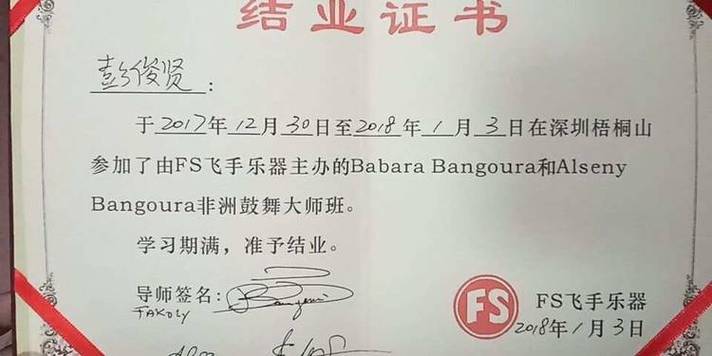 结业证书
彭俊贤：
于2017年12月30日至2018年1月3日在深圳梧桐山
参加了由FS飞手乐器主办的Babara Bangoura和Alseny
Bangoura非洲鼓舞大师班。
学习期满，准予结业。
导师签名：
FAKOLY
FS FS飞手乐器
2018年1月3日